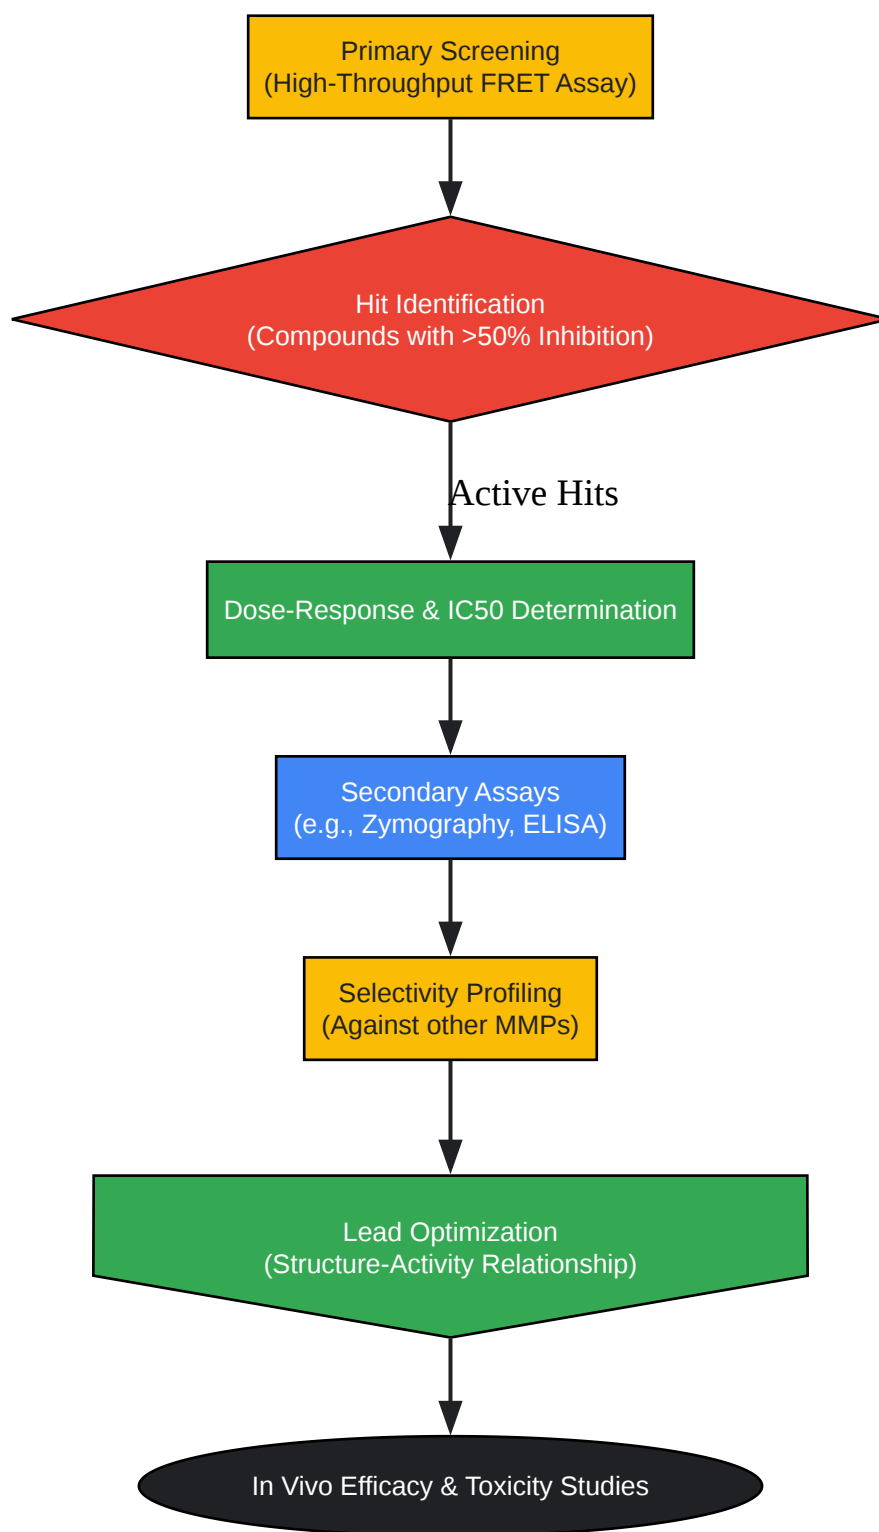 Primary Screening
(High-Throughput FRET Assay)
Hit Identification
(Compounds with >50% Inhibition)
Active Hits
Dose-Response & IC50 Determination
Secondary Assays
(e.g., Zymography, ELISA)
Selectivity Profiling
(Against other MMPs)
Lead Optimization
(Structure-Activity Relationship)
In Vivo Efficacy & Toxicity Studies